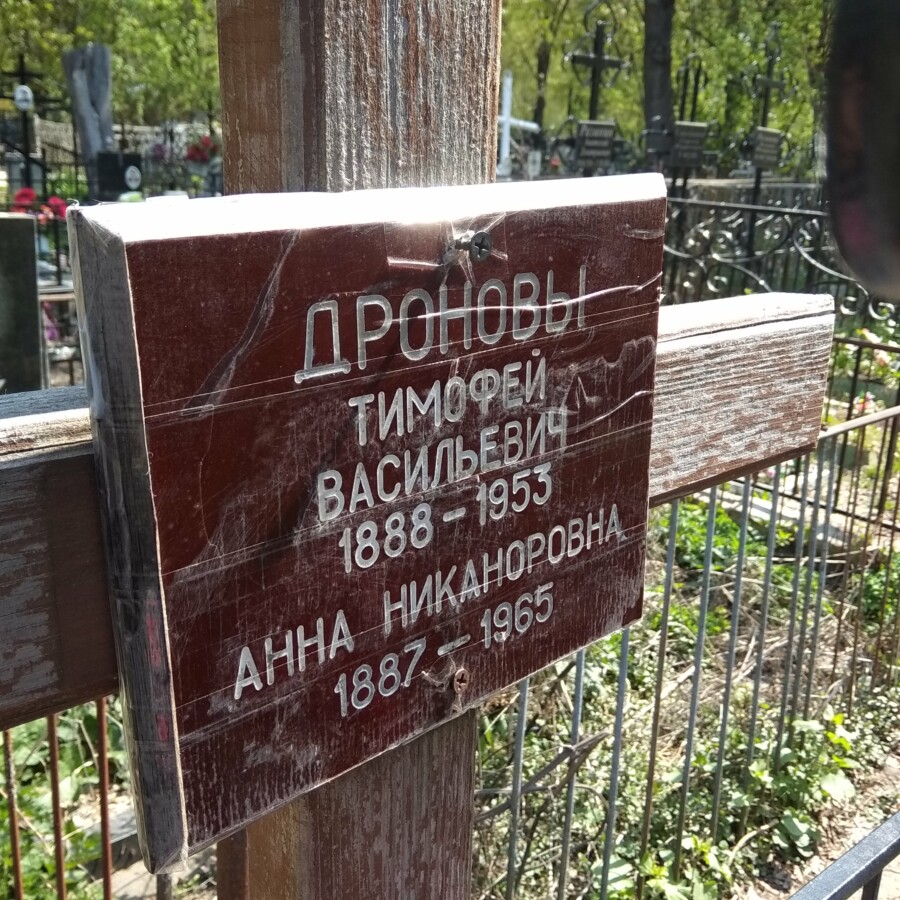 ДРОНОВЫ
ТИМОФЕЙ
ВАСИЛЬЕВИЧ
1888 – 1953
АННА НИКАНОРОВНА
1887 – 1965